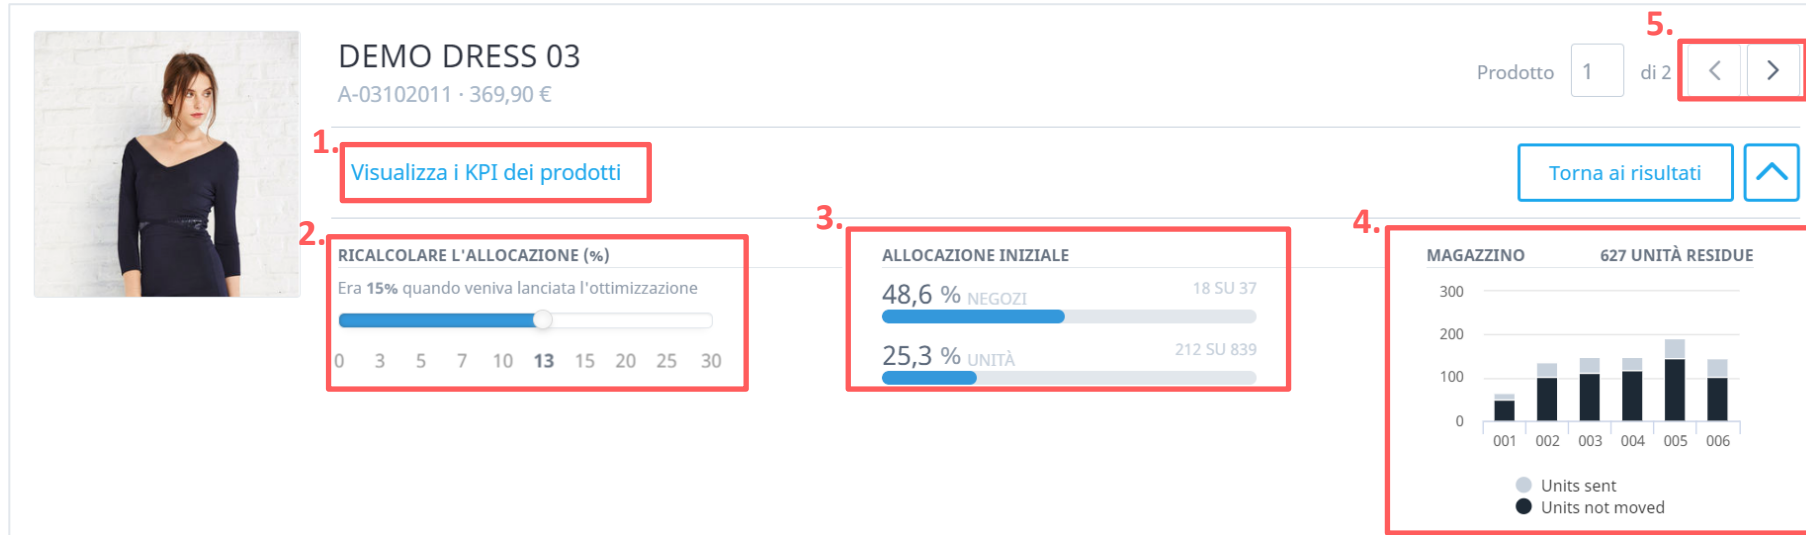 5.
DEMO DRESS 03
A-03102011 · 369,90 €
Prodotto 1 di 2
1.
Visualizza i KPI dei prodotti
Torna ai risultati
2.
RICALCOLARE L'ALLOCAZIONE (%)
Era 15% quando veniva lanciata l'ottimizzazione
0 3 5 7 10 13 15 20 25 30
3.
ALLOCAZIONE INIZIALE
48,6 % NEGOZI 18 SU 37
25,3 % UNITÀ 212 SU 839
4.
MAGAZZINO 627 UNITÀ RESIDUE
300
200
100
0
001 002 003 004 005 006
Units sent
Units not moved